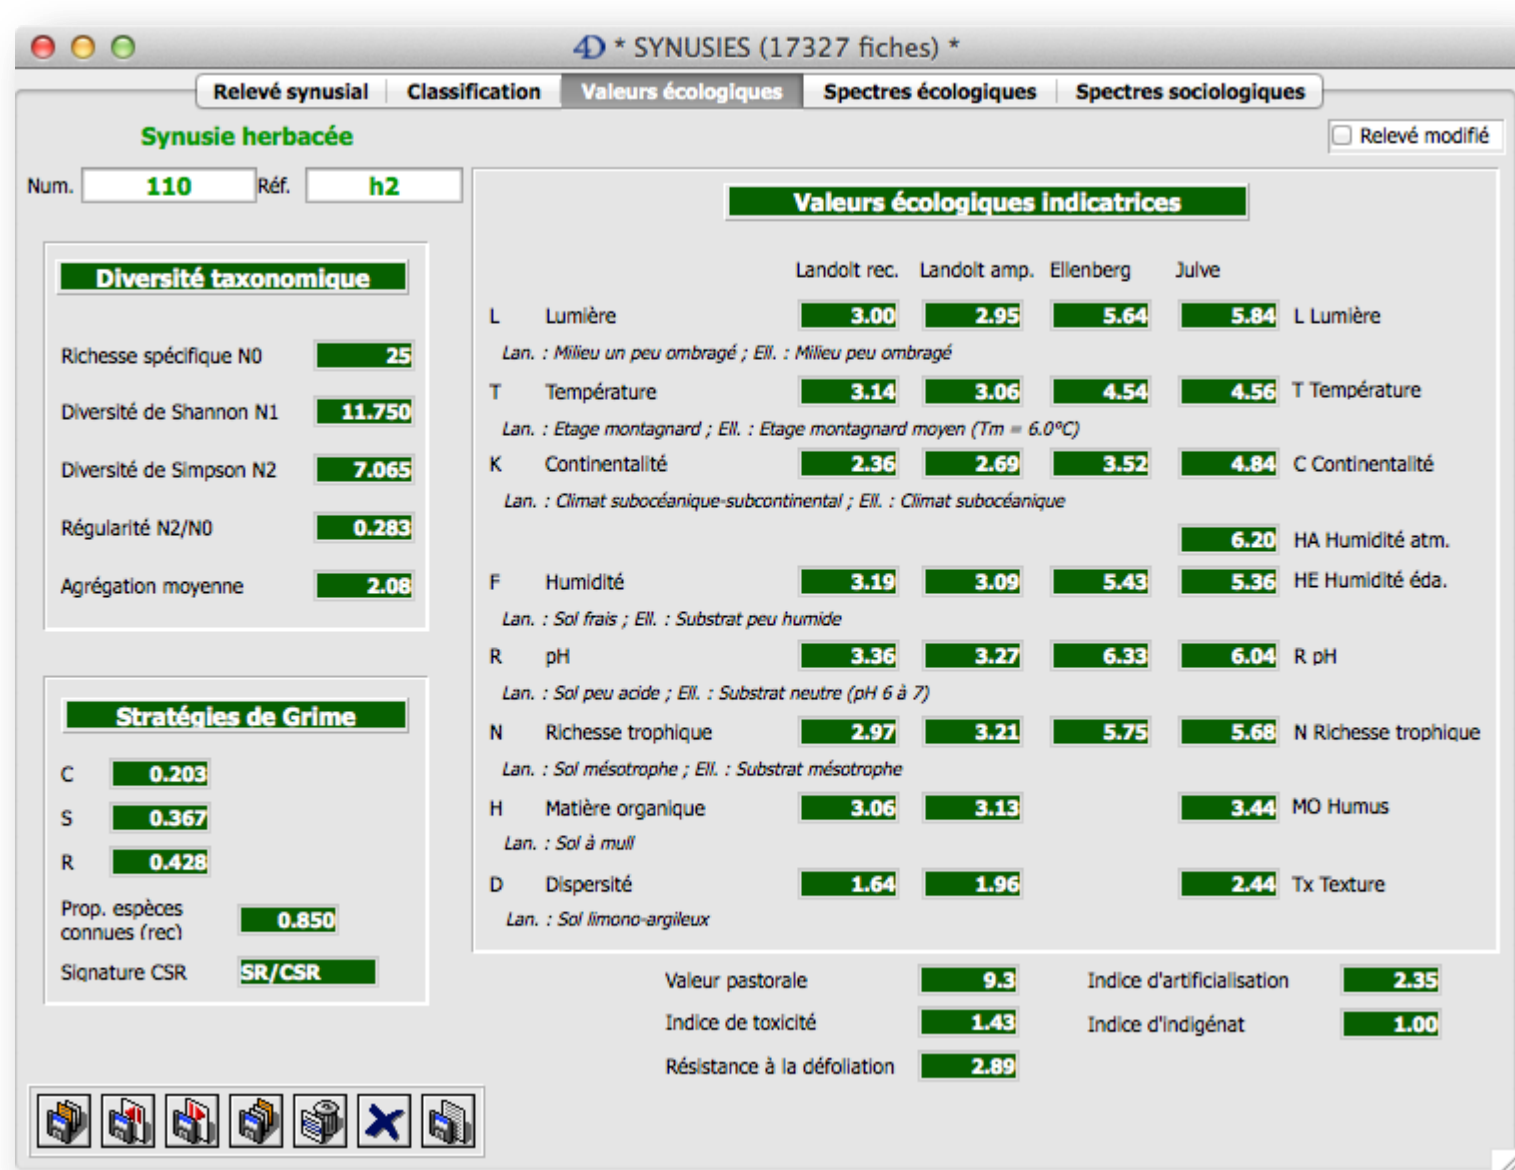 4D * SYNUSIES (17327 fiches) *
Relevé synusial Classification Valeurs écologiques Spectres écologiques Spectres sociologiques
Synusie herbacée
Relevé modifié
Num. 110 Réf. h2
Diversité taxonomique
Richesse spécifique N0 25
Diversité de Shannon N1 11.750
Diversité de Simpson N2 7.065
Régularité N2/N0 0.283
Agrégation moyenne 2.08
Stratégies de Grime
C 0.203
S 0.367
R 0.428
Prop. espèces
connues (rec) 0.850
Signature CSR SR/CSR
Valeurs écologiques indicatrices
Landolt rec. Landolt amp. Ellenberg Julve
L Lumière 3.00 2.95 5.64 5.84 L Lumière
Lan. : Milieu un peu ombragé ; Ell. : Milieu peu ombragé
T Température 3.14 3.06 4.54 4.56 T Température
Lan. : Etage montagnard ; Ell. : Etage montagnard moyen (Tm = 6.0°C)
K Continentalité 2.36 2.69 3.52 4.84 C Continentalité
Lan. : Climat subocéanique-subcontinental ; Ell. : Climat subocéanique
6.20 HA Humidité atm.
F Humidité 3.19 3.09 5.43 5.36 HE Humidité éda.
Lan. : Sol frais ; Ell. : Substrat peu humide
R pH 3.36 3.27 6.33 6.04 R pH
Lan. : Sol peu acide ; Ell. : Substrat neutre (pH 6 à 7)
N Richesse trophique 2.97 3.21 5.75 5.68 N Richesse trophique
Lan. : Sol mésotrophe ; Ell. : Substrat mésotrophe
H Matière organique 3.06 3.13 3.44 MO Humus
Lan. : Sol à mull
D Dispersité 1.64 1.96 2.44 Tx Texture
Lan. : Sol limono-argileux
Valeur pastorale 9.3 Indice d'artificialisation 2.35
Indice de toxicité 1.43 Indice d'indigénat 1.00
Résistance à la défoliation 2.89